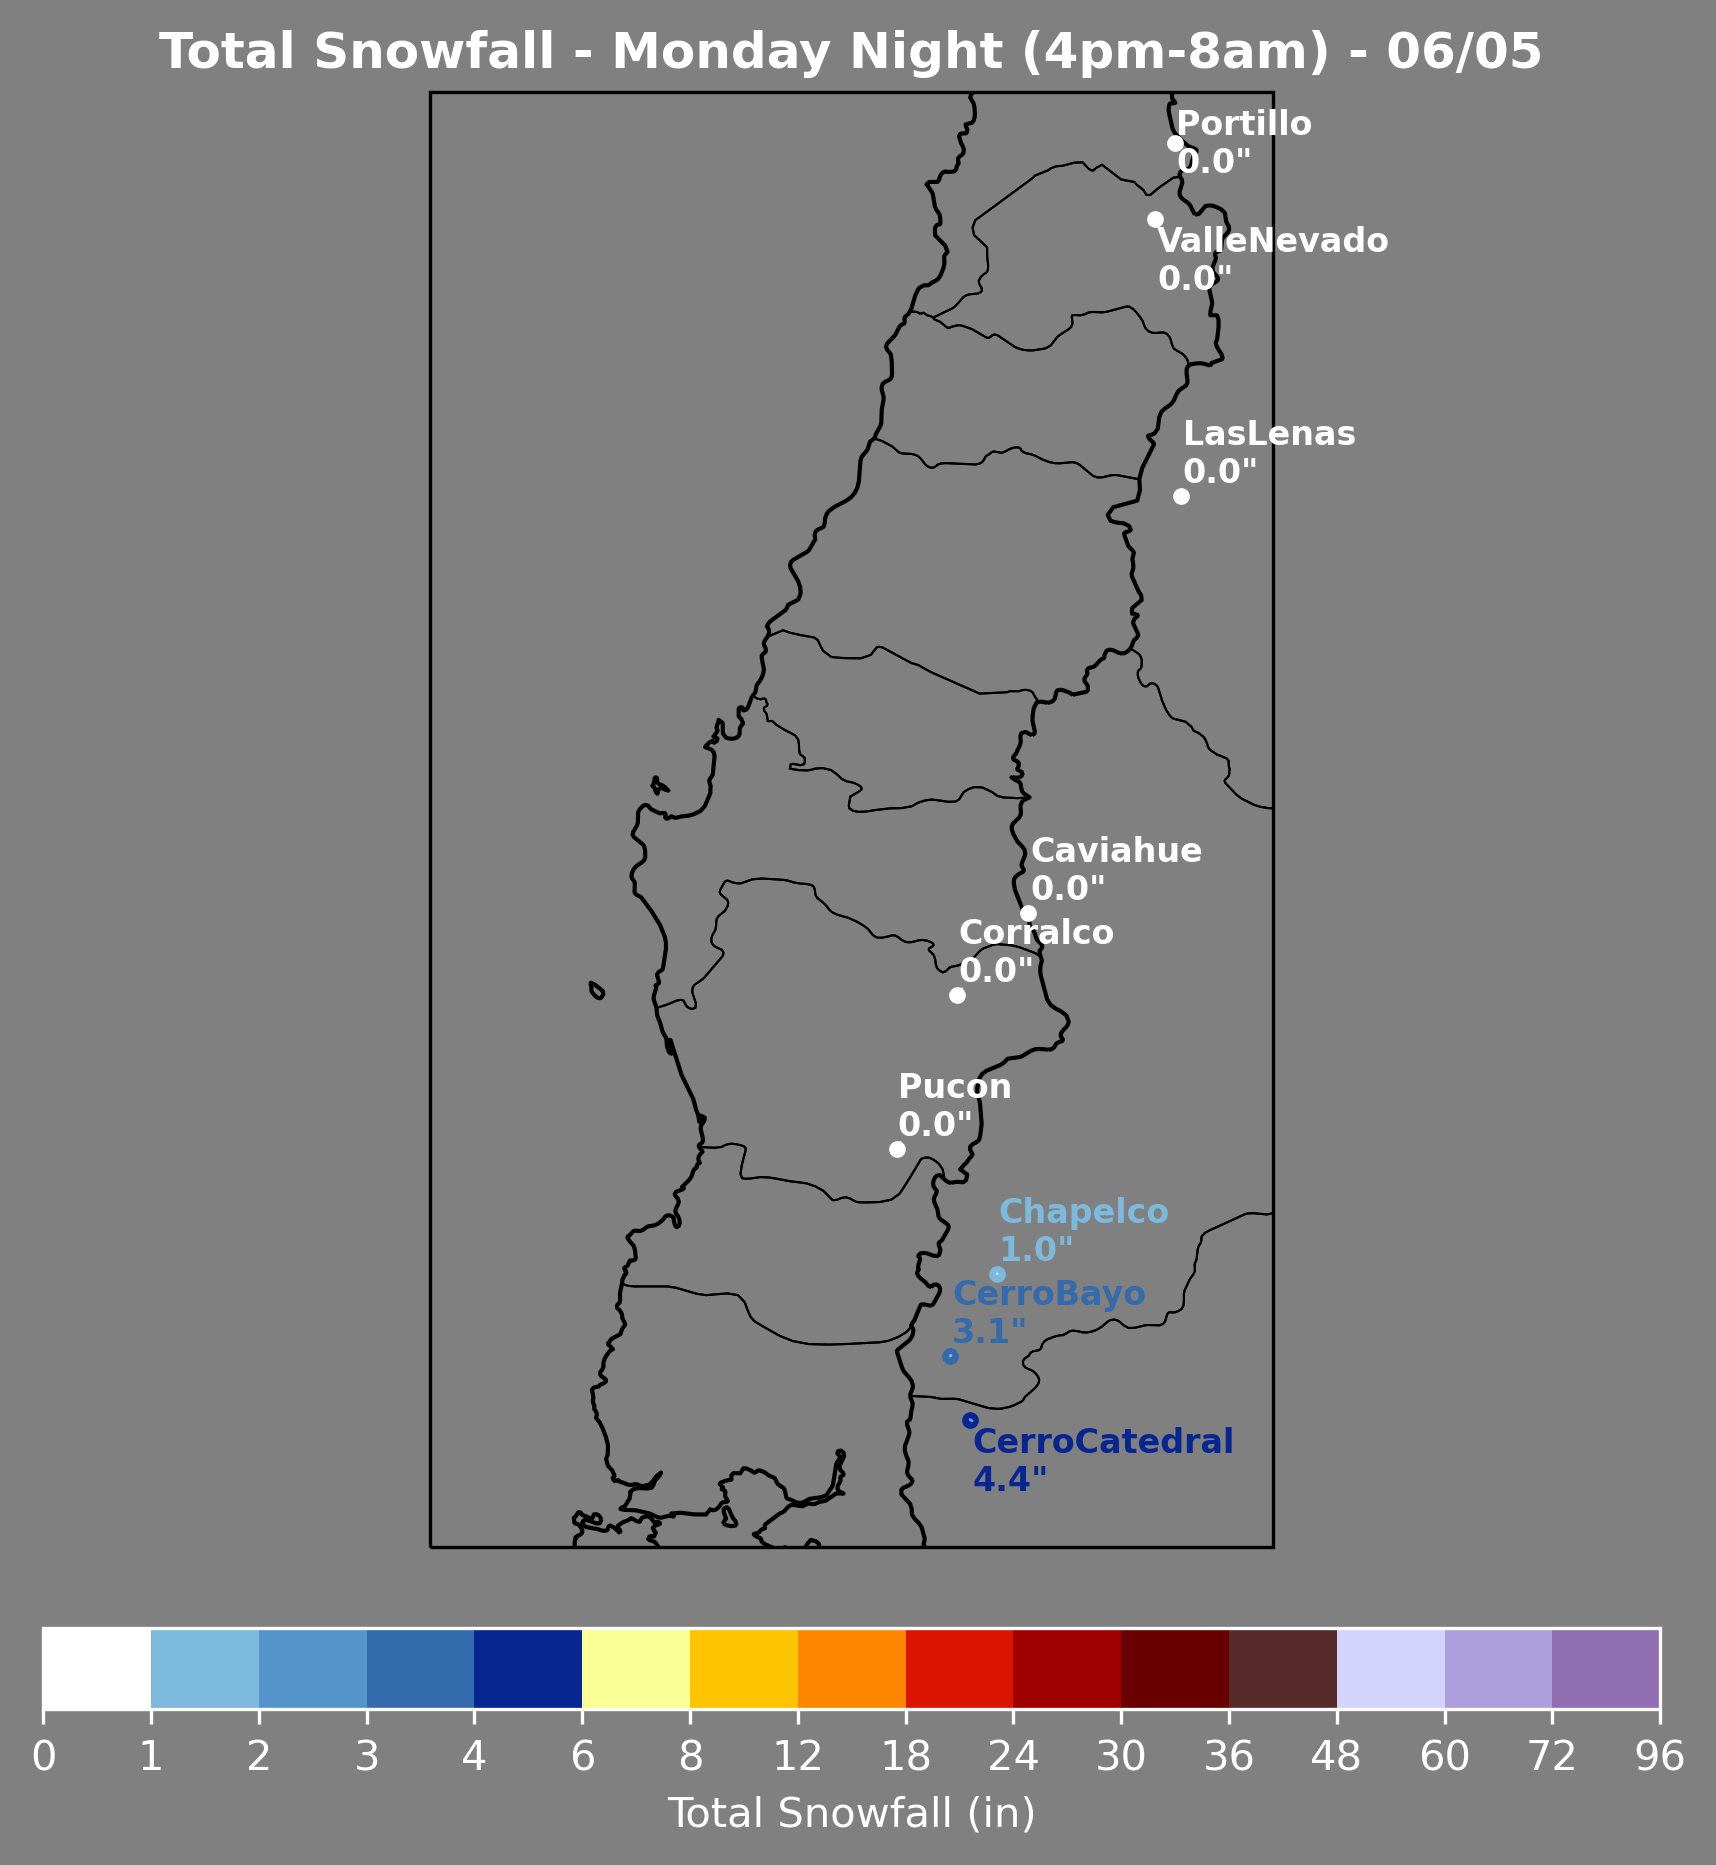 Total Snowfall - Monday Night (4pm-8am) - 06/05
Portillo
0.0"
ValleNevado
0.0"
LasLenas
0.0"
Caviahue
0.0"
Corralco
0.0"
Pucon
0.0"
Chapelco
1.0"
CerroBayo
3.1"
CerroCatedral
4.4"
0 1 2 3 4 6 8 12 18 24 30 36 48 60 72 96
Total Snowfall (in)